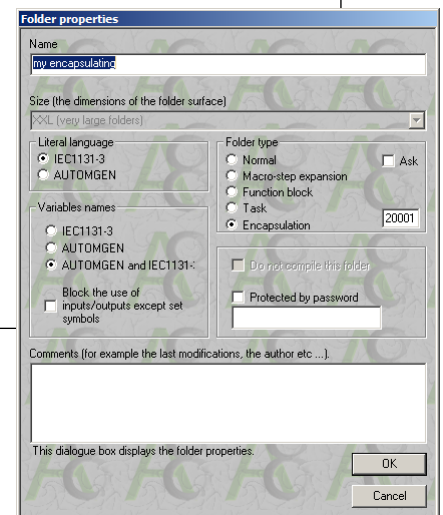 Folder properties
Name
my encapsulating
Size (the dimensions of the folder surface)
XXL (very large folders)
Literal language
IEC1131-3
AUTOMGEN
Folder type
Normal
Ask
Macro-step expansion
Function block
Task
Encapsulation
20001
Variables names
IEC1131-3
AUTOMGEN
AUTOMGEN and IEC1131-
Block the use of
inputs/outputs except set
symbols
Do not compile this folder
Protected by password
Comments (for example the last modifications, the author etc ...).
This dialogue box displays the folder properties.
OK
Cancel